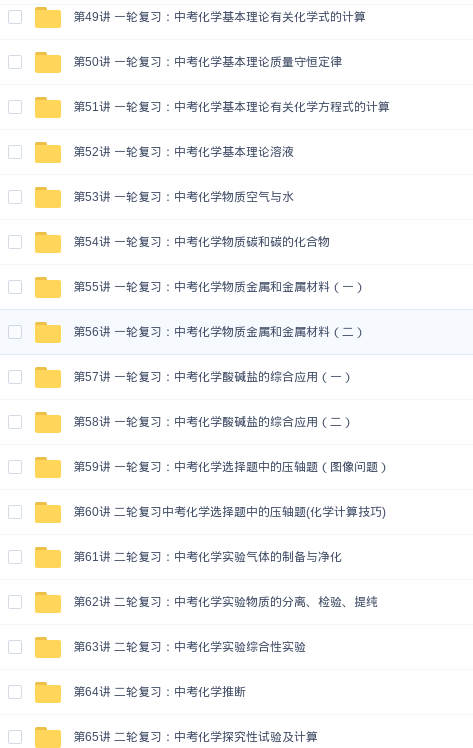 第49讲 一轮复习：中考化学基本理论有关化学式的计算
第50讲 一轮复习：中考化学基本理论质量守恒定律
第51讲 一轮复习：中考化学基本理论有关化学方程式的计算
第52讲 一轮复习：中考化学基本理论溶液
第53讲 一轮复习：中考化学物质空气与水
第54讲 一轮复习：中考化学物质碳和碳的化合物
第55讲 一轮复习：中考化学物质金属和金属材料（一）
第56讲 一轮复习：中考化学物质金属和金属材料（二）
第57讲 一轮复习：中考化学酸碱盐的综合应用（一）
第58讲 一轮复习：中考化学酸碱盐的综合应用（二）
第59讲 一轮复习：中考化学选择题中的压轴题（图像问题）
第60讲 二轮复习中考化学选择题中的压轴题(化学计算技巧)
第61讲 二轮复习：中考化学实验气体的制备与净化
第62讲 二轮复习：中考化学实验物质的分离、检验、提纯
第63讲 二轮复习：中考化学实验综合性实验
第64讲 二轮复习：中考化学推断
第65讲 二轮复习：中考化学探究性试验及计算